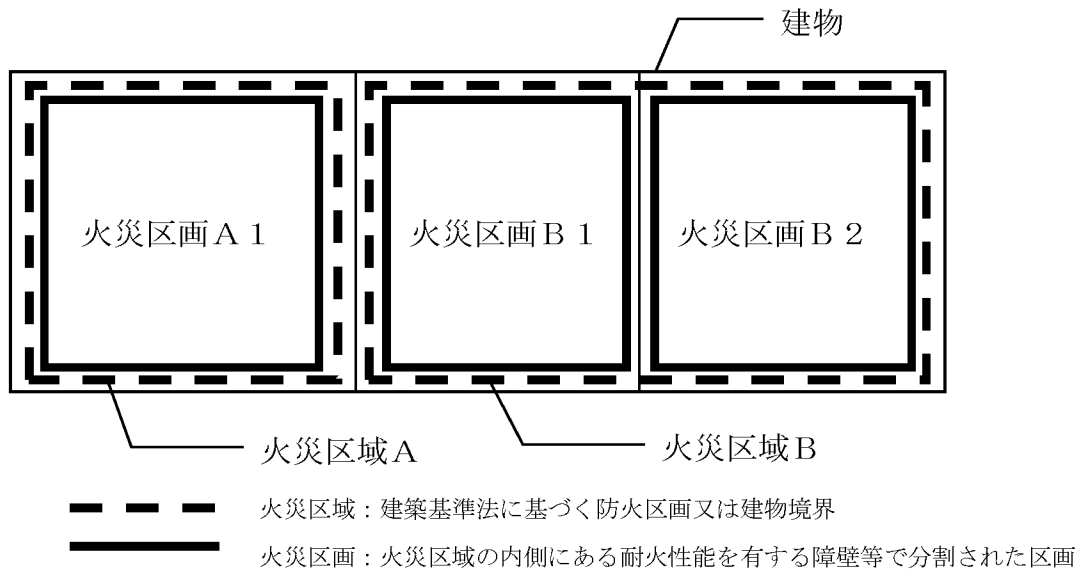 建物
火災区画A1
火災区画B1
火災区画B2
火災区域A
火災区域B
火災区域：建築基準法に基づく防火区画又は建物境界
火災区画：火災区域の内側にある耐火性能を有する障壁等で分割された区画